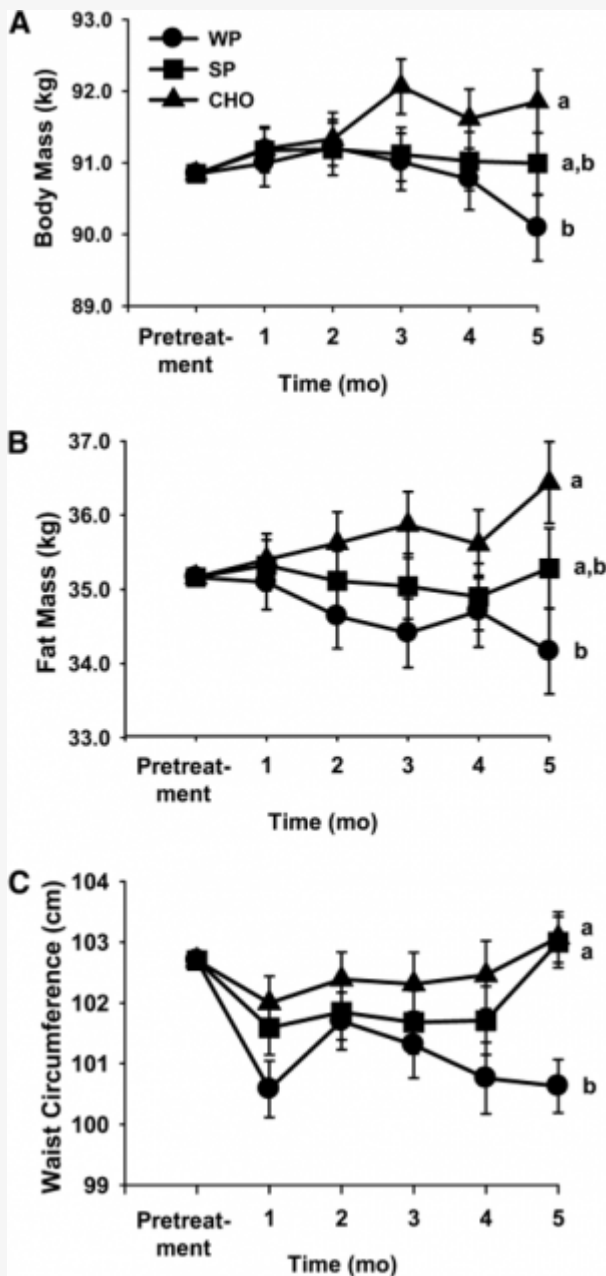 A
93.0
92.0
91.0
90.0
89.0
Body Mass (kg)
WP
SP
CHO
a
a,b
b
Pretreat-
ment
1 2 3 4 5
Time (mo)
B
37.0
36.0
35.0
34.0
33.0
Fat Mass (kg)
a
a,b
b
Pretreat-
ment
1 2 3 4 5
Time (mo)
C
104
103
102
101
100
99
Waist Circumference (cm)
a
a
b
Pretreat-
ment
1 2 3 4 5
Time (mo)